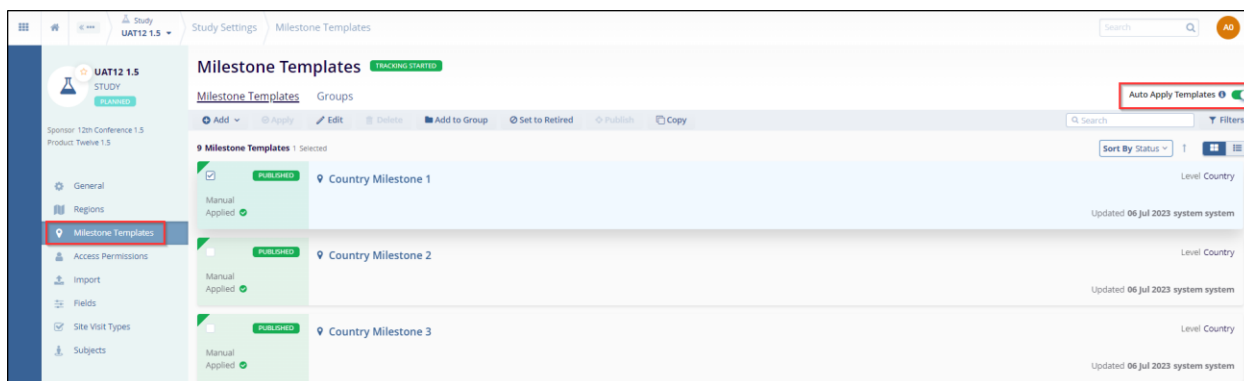 Study
UAT12 1.5
Study Settings
Milestone Templates
Search
AO
UAT12 1.5
STUDY
PLANNED
Sponsor 12th Conference 1.5
Product Twelve 1.5
General
Regions
Milestone Templates
Access Permissions
Import
Fields
Site Visit Types
Subjects
Milestone Templates TRACKING STARTED
Milestone Templates Groups
Auto Apply Templates
Add Apply Edit Delete Add to Group Set to Retired Publish Copy
Search Filters
9 Milestone Templates 1 Selected
Sort By Status
PUBLISHED Country Milestone 1 Level Country
Manual
Applied Updated 06 Jul 2023 system system
PUBLISHED Country Milestone 2 Level Country
Manual
Applied Updated 06 Jul 2023 system system
PUBLISHED Country Milestone 3 Level Country
Manual
Applied Updated 06 Jul 2023 system system